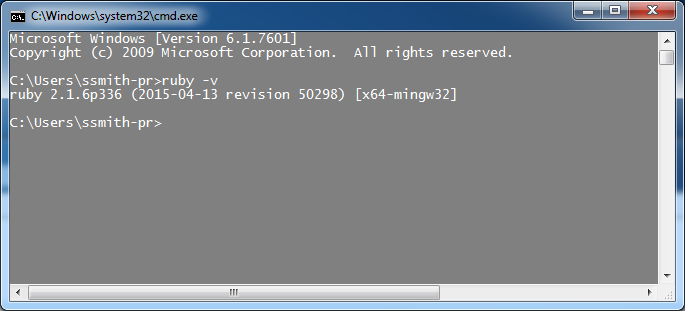 C:\Windows\system32\cmd.exe
Microsoft Windows [Version 6.1.7601]
Copyright (c) 2009 Microsoft Corporation.  All rights reserved.
C:\Users\ssmith-pr>ruby -v
ruby 2.1.6p336 (2015-04-13 revision 50298) [x64-mingw32]
C:\Users\ssmith-pr>